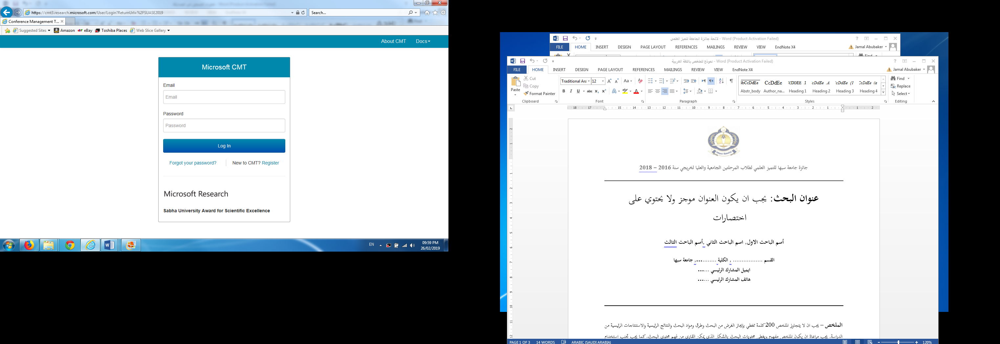 https://cmt3.research.microsoft.com/User/Login?ReturnUrl=%2FSUASE2019
Search...
Conference Management T...
Suggested Sites
Amazon
eBay
Toshiba Places
Web Slice Gallery
About CMT
Docs
Microsoft CMT
Email
Email
Password
Password
Log In
Forgot your password?
New to CMT? Register
Microsoft Research
Sabha University Award for Scientific Excellence
EN
09:59 PM
26/02/2019
لائحة جائزة الجامعة للتميز العلمي - Word (Product Activation Failed)
FILE HOME INSERT DESIGN PAGE LAYOUT REFERENCES MAILINGS REVIEW VIEW EndNote X4
Jamal Abubaker
نموذج للملخص باللغة العربية - Word (Product Activation Failed)
FILE HOME INSERT DESIGN PAGE LAYOUT REFERENCES MAILINGS REVIEW VIEW EndNote X4
Jamal Abubaker
Paste
Cut
Copy
Format Painter
Clipboard
Traditional Ara 12
Font
Paragraph
Abstr_body Author_na... Heading 1 Heading 2 Heading 3 Heading 4
Styles
Find
Replace
Select
Editing
جامعة سبها
جائزة جامعة سبها للتميز العلمي لطلاب المرحلتين الجامعية والعليا لخريجي سنة 2016 – 2018
عنوان البحث: يجب ان يكون العنوان موجز ولا يحتوي على
اختصارات
أسم الباحث الاول, اسم الباحث الثاني ,أسم الباحث الثالث
القسم ................. , الكلية ..........., جامعة سبها
ايميل المشارك الرئيسي ......
هاتف المشارك الرئيسي ......
الملخص – يجب ان لا يتجاوز الملخص 200 كلمة تغطي بإيجاز الغرض من البحث وطرق ومواد البحث والنتائج الرئيسية والاستنتاجات الرئيسية من
الدراسة. يجب مراعاة ان يكون الملخص مفهوم ويغطي محتويات البحث بالشكل الذي يمكن القارئ من فهم محتوى البحث. كما يجب تجنب استخدام
PAGE 1 OF 3 14 WORDS ARABIC (SAUDI ARABIA) 120%